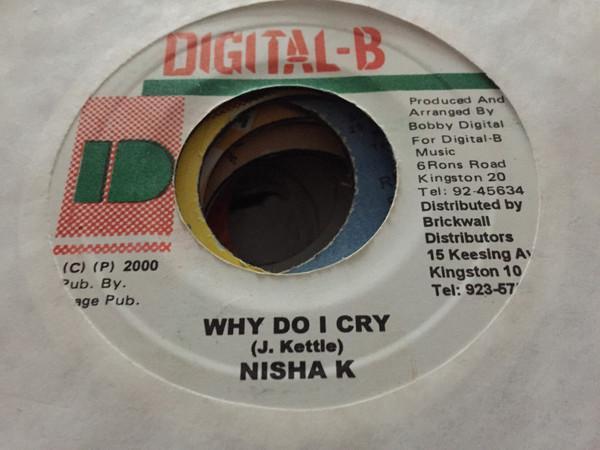 DIGITAL-B
D
Produced And
Arranged By
Bobby Digital
For Digital-B
Music
6Rons Road
Kingston 20
Tel: 92-45634
Distributed by
Brickwall
Distributors
15 Keesing
Kingston 10
Tel: 923-57
(C) (P) 2000
Pub. By.
Pub.
WHY DO I CRY
(J. Kettle)
NISHA K